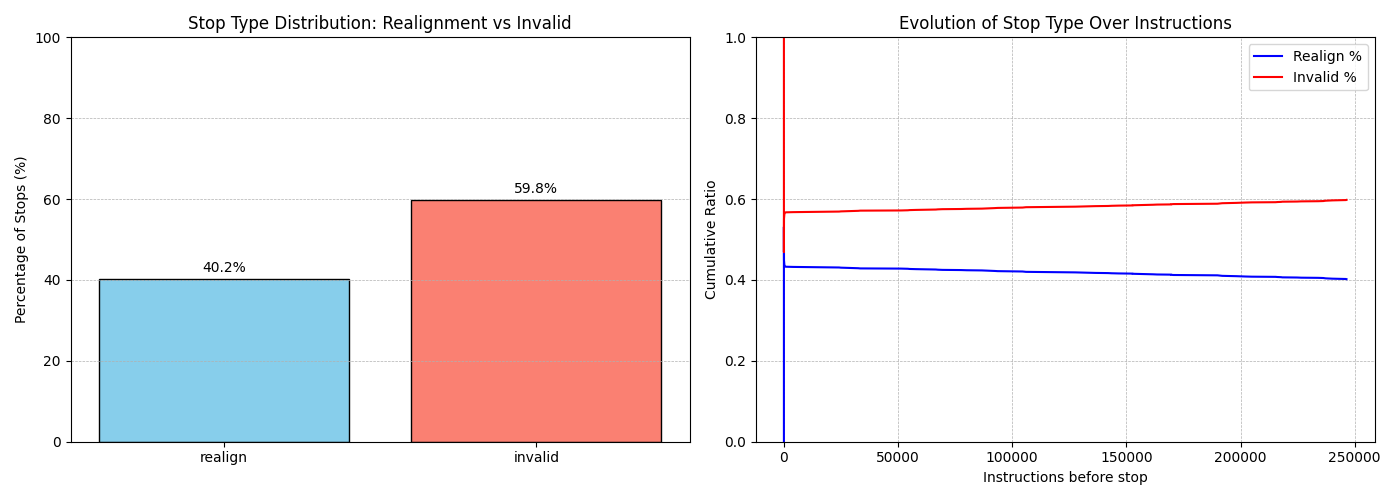 Stop Type Distribution: Realignment vs Invalid
Percentage of Stops (%)
100
80
60
40
20
0
40.2%
59.8%
realign
invalid
Evolution of Stop Type Over Instructions
Cumulative Ratio
1.0
0.8
0.6
0.4
0.2
0.0
Realign %
Invalid %
0
50000
100000
150000
200000
250000
Instructions before stop